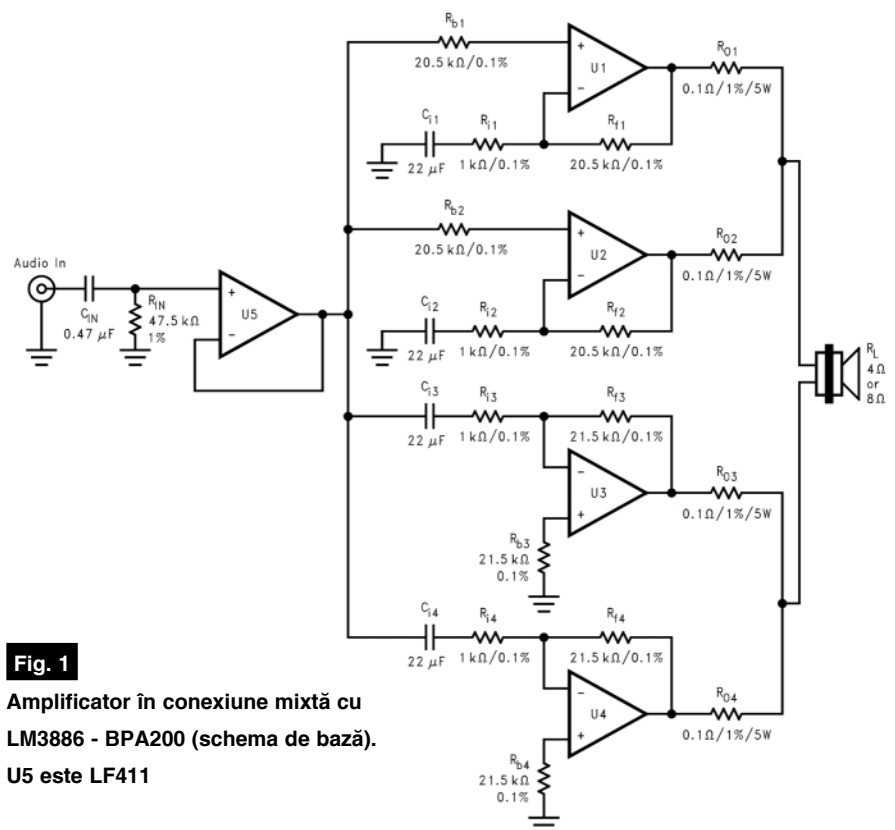 Rb1
20.5 kΩ/0.1%
+
U1
−
RO1
0.1Ω/1%/5W
Ci1
22 μF
Ri1
1 kΩ/0.1%
Rf1
20.5 kΩ/0.1%
Rb2
20.5 kΩ/0.1%
+
U2
−
RO2
0.1Ω/1%/5W
Ci2
22 μF
Ri2
1 kΩ/0.1%
Rf2
20.5 kΩ/0.1%
Audio In
CIN
0.47 μF
RIN
47.5 kΩ
1%
+
U5
−
RL
4Ω
or
8Ω
Ci3
22 μF
Ri3
1 kΩ/0.1%
Rf3
21.5 kΩ/0.1%
−
U3
+
RO3
0.1Ω/1%/5W
Rb3
21.5 kΩ
0.1%
Ci4
22 μF
Ri4
1 kΩ/0.1%
Rf4
21.5 kΩ/0.1%
−
U4
+
RO4
0.1Ω/1%/5W
Rb4
21.5 kΩ
0.1%
Fig. 1
Amplificator în conexiune mixtă cu
LM3886 - BPA200 (schema de bază).
U5 este LF411